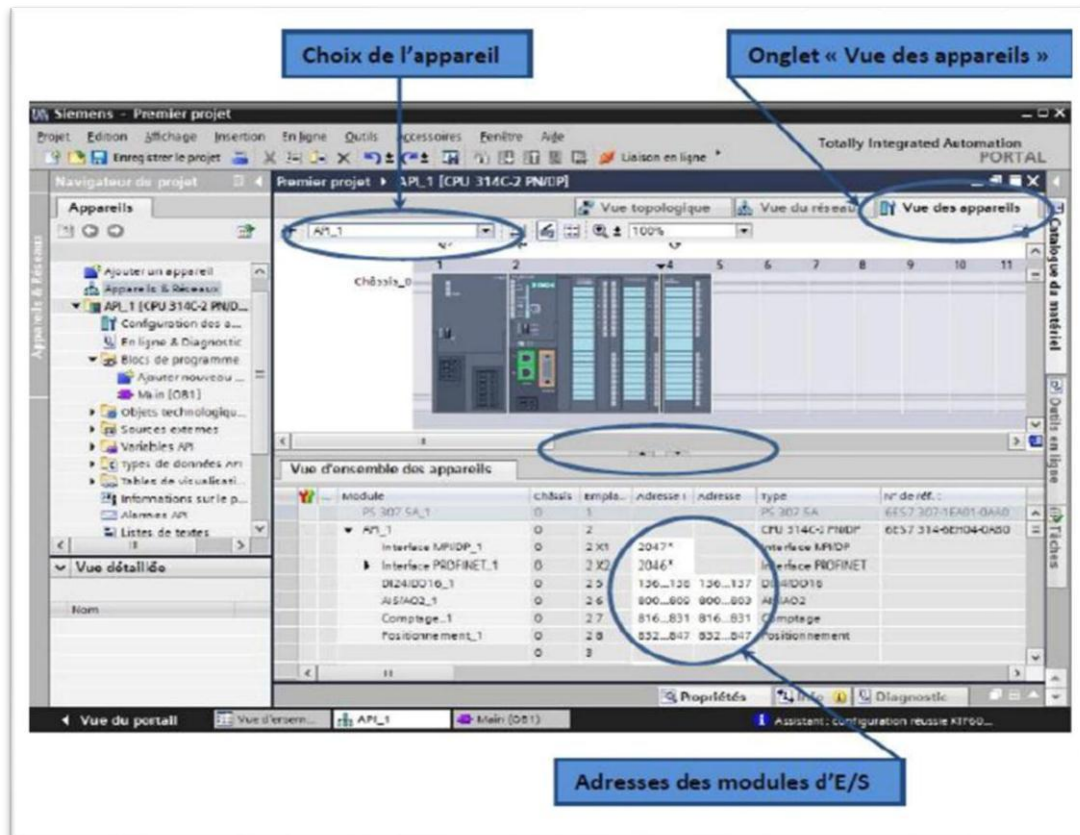 Choix de l'appareil
Onglet « Vue des appareils »
Siemens - Premier projet
Projet Edition Affichage Insertion En ligne Outils Accessoires Fenêtre Aide
Totally Integrated Automation
PORTAL
Enregistrer le projet
Liaison en ligne
Navigateur de projet
Premier projet API_1 [CPU 314C-2 PN/DP]
Appareils
Vue topologique Vue du réseau Vue des appareils
API_1
100%
Ajouter un appareil
Appareils & Réseaux
API_1 [CPU 314C-2 PN/D...
Configuration des a...
En ligne & Diagnostic
Blocs de programme
Ajouter nouveau ...
Main [OB1]
Objets technologiqu...
Sources externes
Variables API
Types de données API
Tables de visualisati...
Informations sur le p...
Alarmes API
Listes de textes
Châssis_0
1 2 4 5 6 7 8 9 10 11
Appareils & Réseaux
Catalogue du matériel
Outils en ligne
Tâches
Vue détaillée
Nom
Vue d'ensemble des appareils
... Module Châssis Empla... Adresse I Adresse Type N° de réf. :
PS 307 5A_1 0 1 PS 307 5A 6ES7 307-1EA01-0AA0
API_1 0 2 CPU 314C-2 PN/DP 6ES7 314-6EH04-0AB0
Interface MPI/DP_1 0 2 X1 2047* Interface MPI/DP
Interface PROFINET_1 0 2 X2 2046* Interface PROFINET
DI24/DO16_1 0 2 5 136...138 136...137 DI24/DO16
AI5/AO2_1 0 2 6 800...809 800...803 AI5/AO2
Comptage_1 0 2 7 816...831 816...831 Comptage
Positionnement_1 0 2 8 832...847 832...847 Positionnement
0 3
Propriétés Info Diagnostic
Vue du portail Vue d'ensem... API_1 Main (OB1) Assistant : configuration réussie KTP60...
Adresses des modules d'E/S